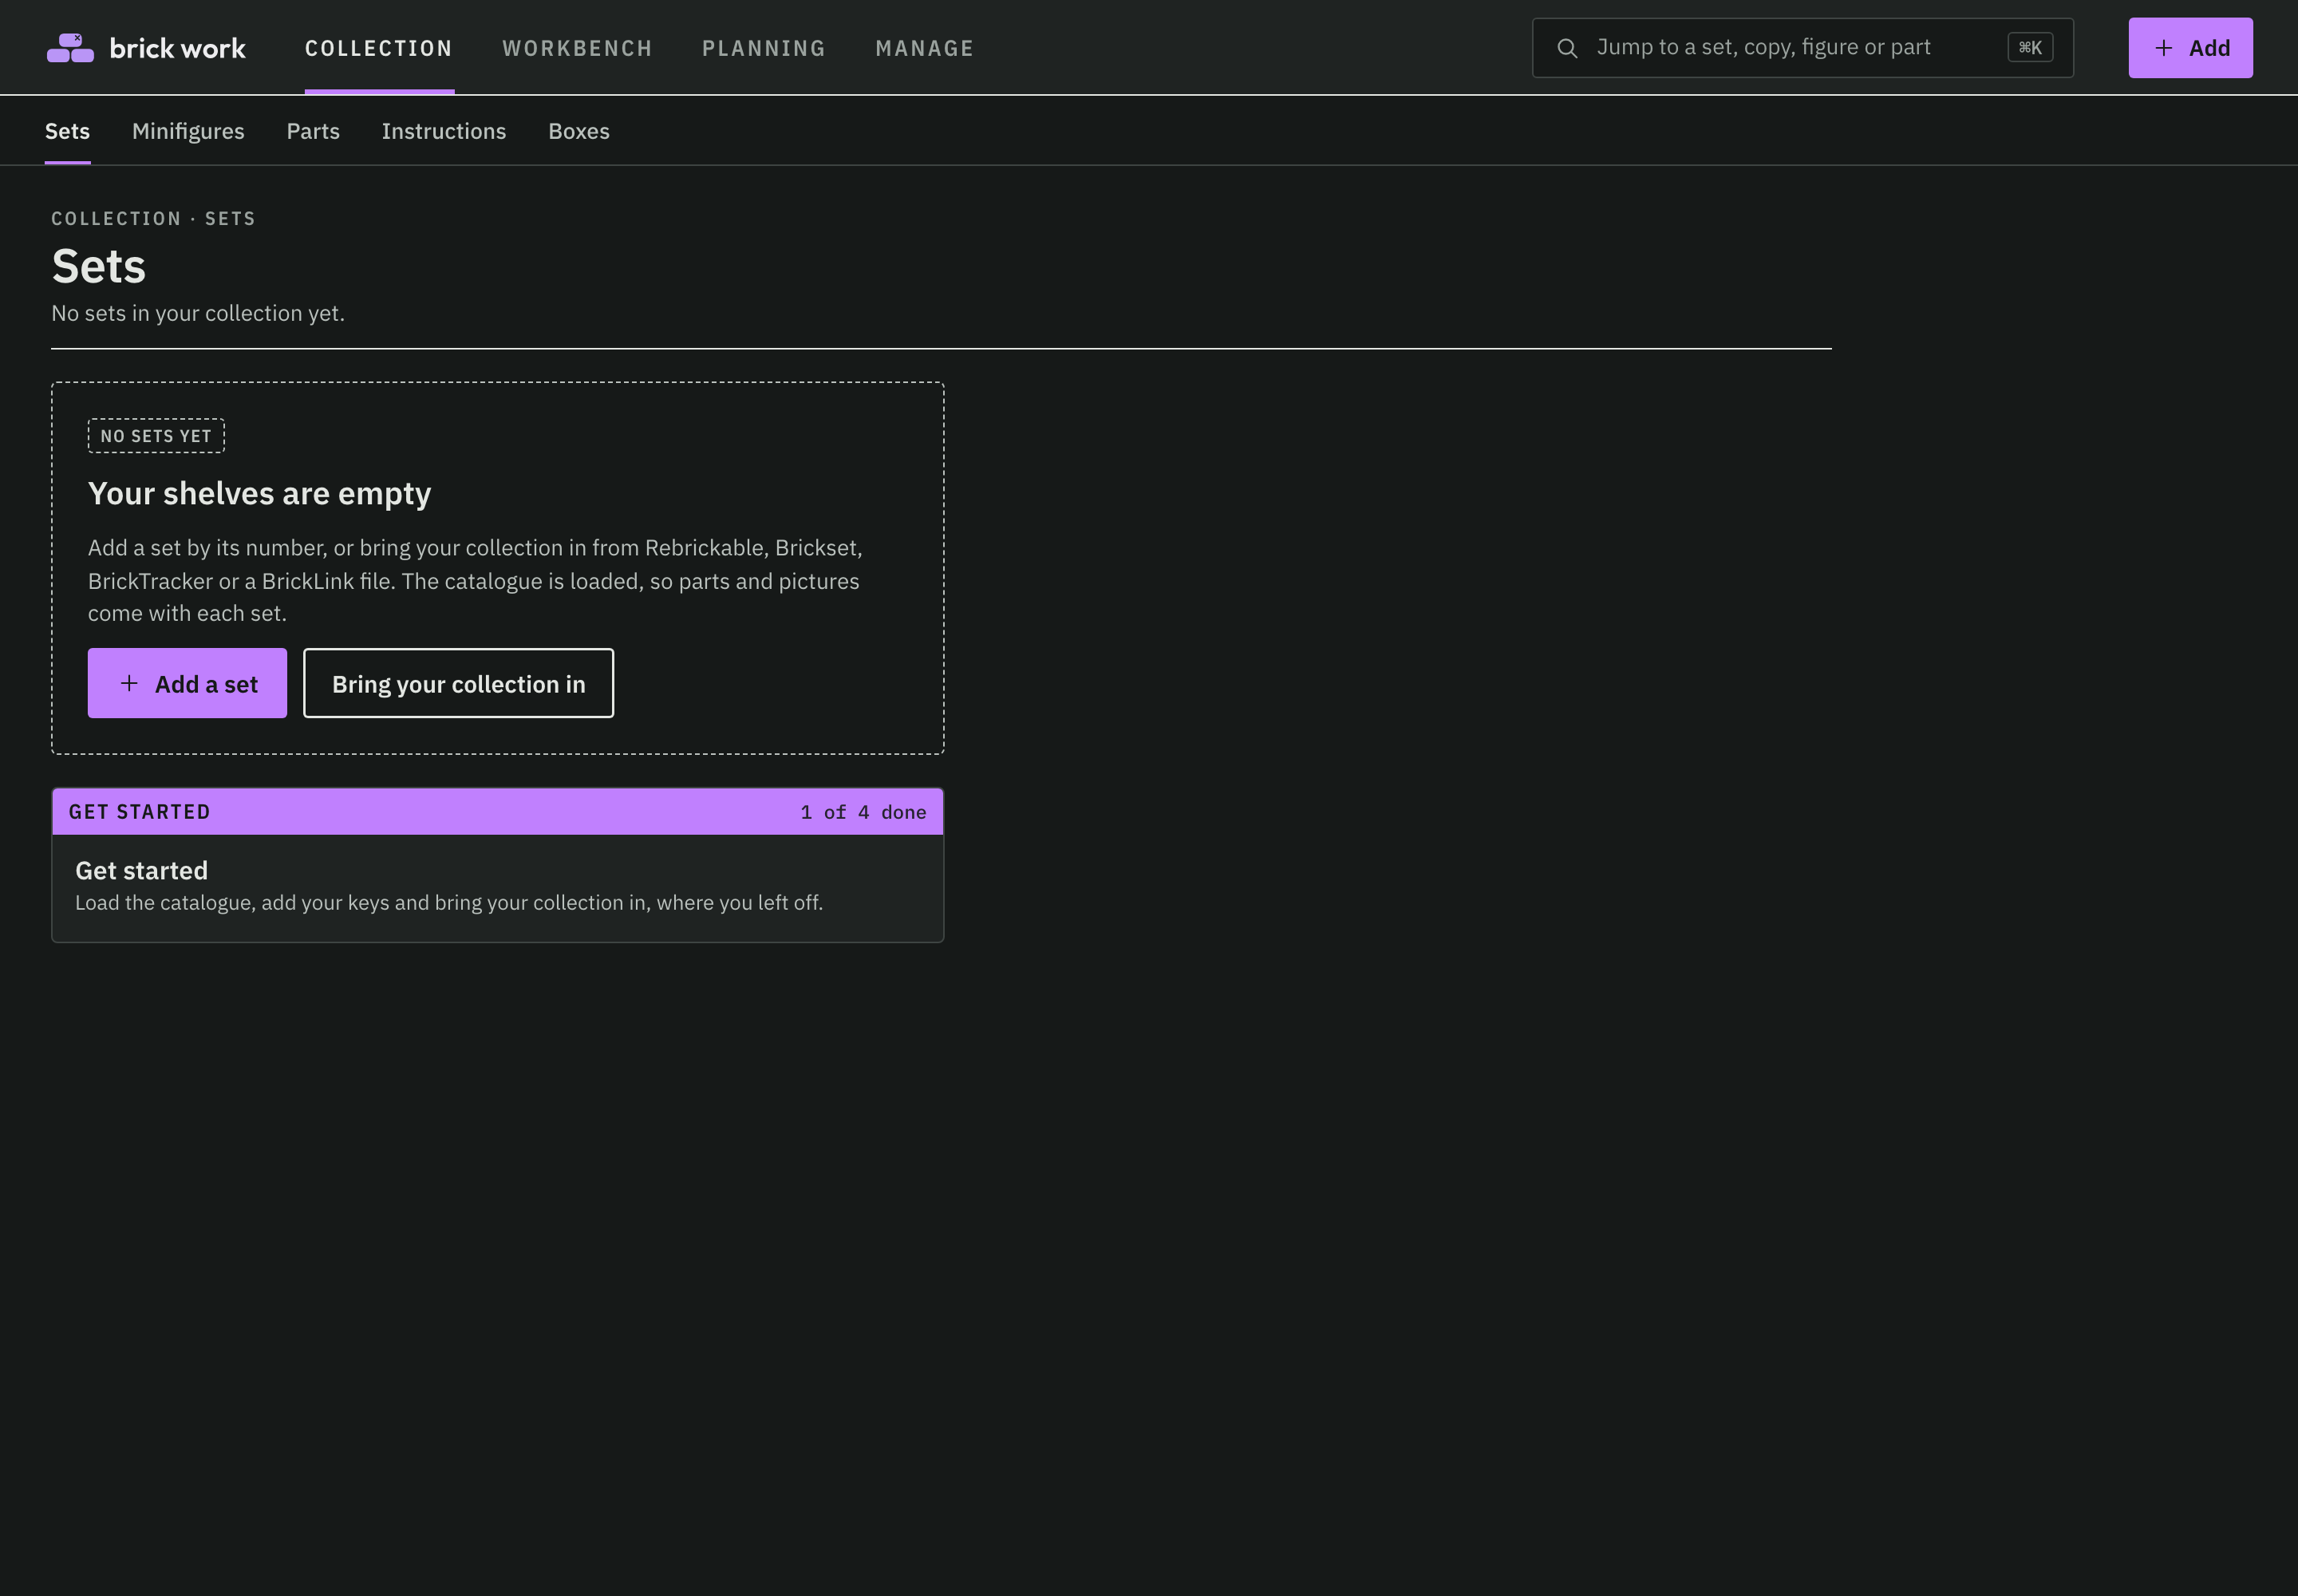 brick work
COLLECTION
WORKBENCH
PLANNING
MANAGE
Jump to a set, copy, figure or part
⌘K
+ Add
Sets
Minifigures
Parts
Instructions
Boxes
COLLECTION · SETS
Sets
No sets in your collection yet.
NO SETS YET
Your shelves are empty
Add a set by its number, or bring your collection in from Rebrickable, Brickset,
BrickTracker or a BrickLink file. The catalogue is loaded, so parts and pictures
come with each set.
+ Add a set
Bring your collection in
GET STARTED
1 of 4 done
Get started
Load the catalogue, add your keys and bring your collection in, where you left off.